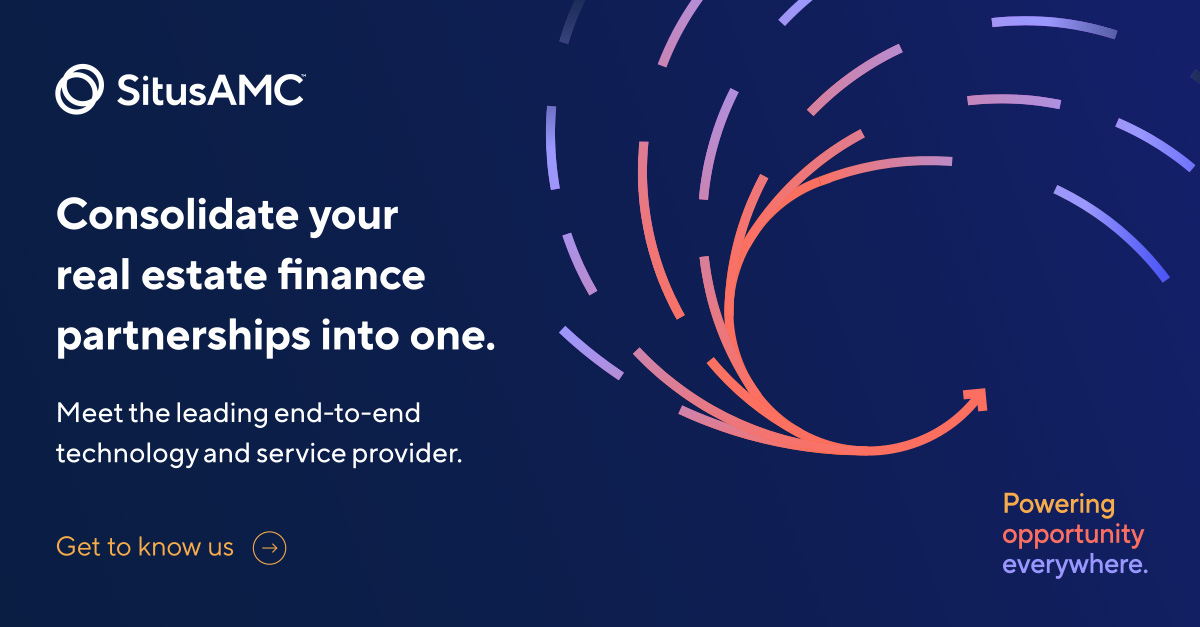 SitusAMC™
Consolidate your
real estate finance
partnerships into one.
Meet the leading end-to-end
technology and service provider.
Get to know us
Powering
opportunity
everywhere.